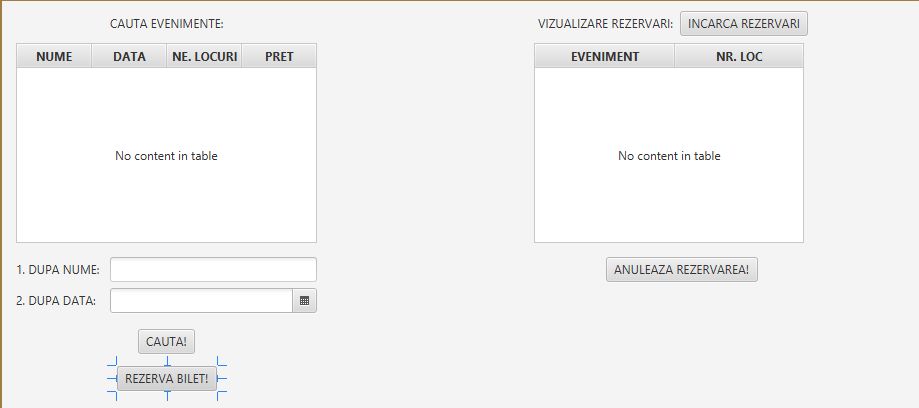 CAUTA EVENIMENTE:
NUME DATA NE. LOCURI PRET
No content in table
1. DUPA NUME:
2. DUPA DATA:
CAUTA!
REZERVA BILET!
VIZUALIZARE REZERVARI: INCARCA REZERVARI
EVENIMENT NR. LOC
No content in table
ANULEAZA REZERVAREA!